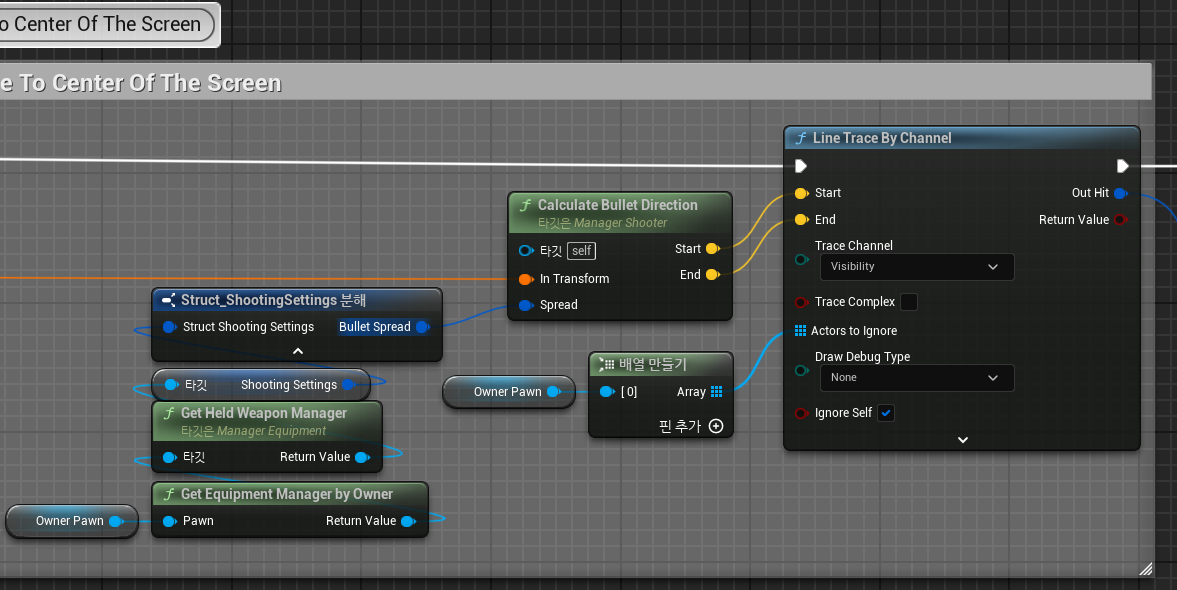 o Center Of The Screen
e To Center Of The Screen
Line Trace By Channel
Start
Out Hit
End
Return Value
Trace Channel
Visibility
Trace Complex
Actors to Ignore
Draw Debug Type
None
Ignore Self
Calculate Bullet Direction
타깃은 Manager Shooter
타깃 self
Start
In Transform
End
Spread
Struct_ShootingSettings 분해
Struct Shooting Settings
Bullet Spread
타깃
Shooting Settings
Get Held Weapon Manager
타깃은 Manager Equipment
타깃
Return Value
Get Equipment Manager by Owner
Owner Pawn
Pawn
Return Value
Owner Pawn
배열 만들기
[ 0]
Array
핀 추가